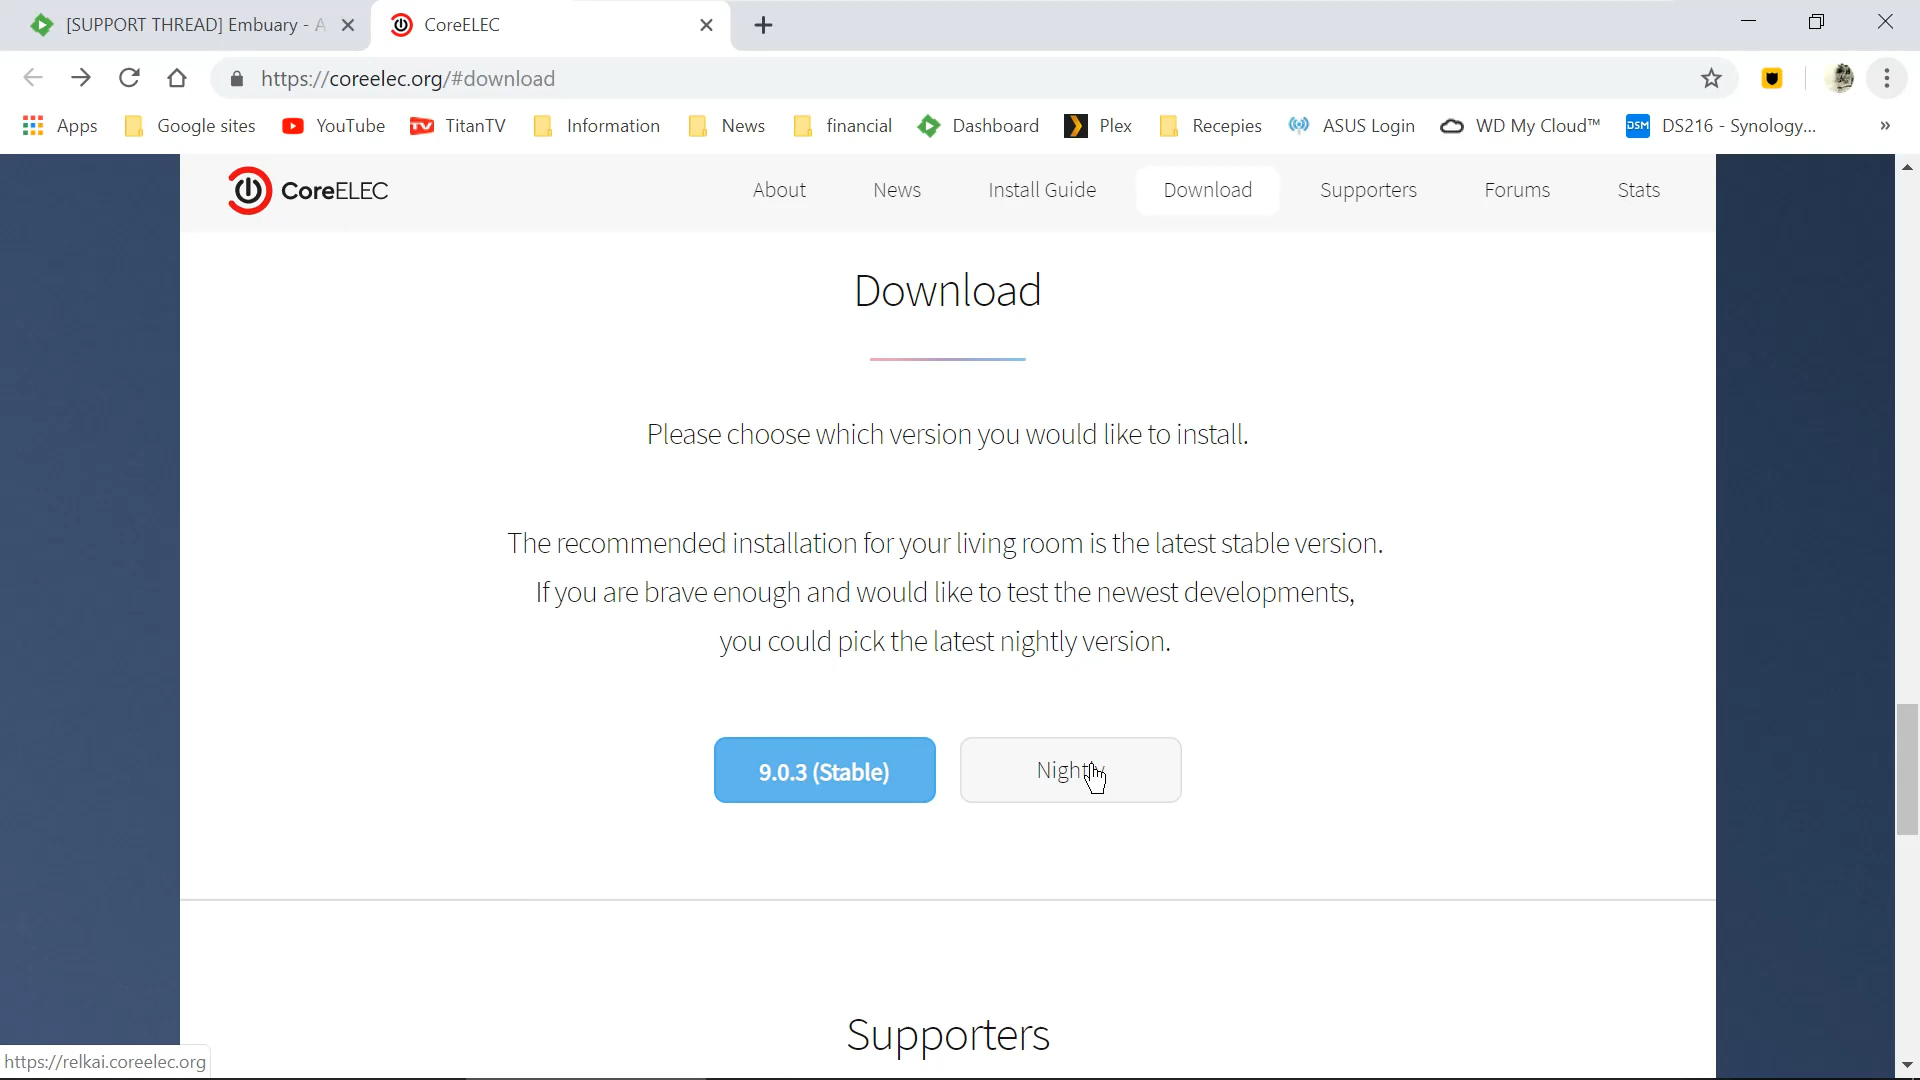 [SUPPORT THREAD] Embuary - A
CoreELEC
https://coreelec.org/#download
Apps
Google sites
YouTube
TV
TitanTV
Information
News
financial
Dashboard
Plex
Recepies
ASUS Login
WD My Cloud™
DSM
DS216 - Synology...
»
CoreELEC
About
News
Install Guide
Download
Supporters
Forums
Stats
Download
Please choose which version you would like to install.
The recommended installation for your living room is the latest stable version.
If you are brave enough and would like to test the newest developments,
you could pick the latest nightly version.
9.0.3 (Stable)
Nightly
Supporters
https://relkai.coreelec.org